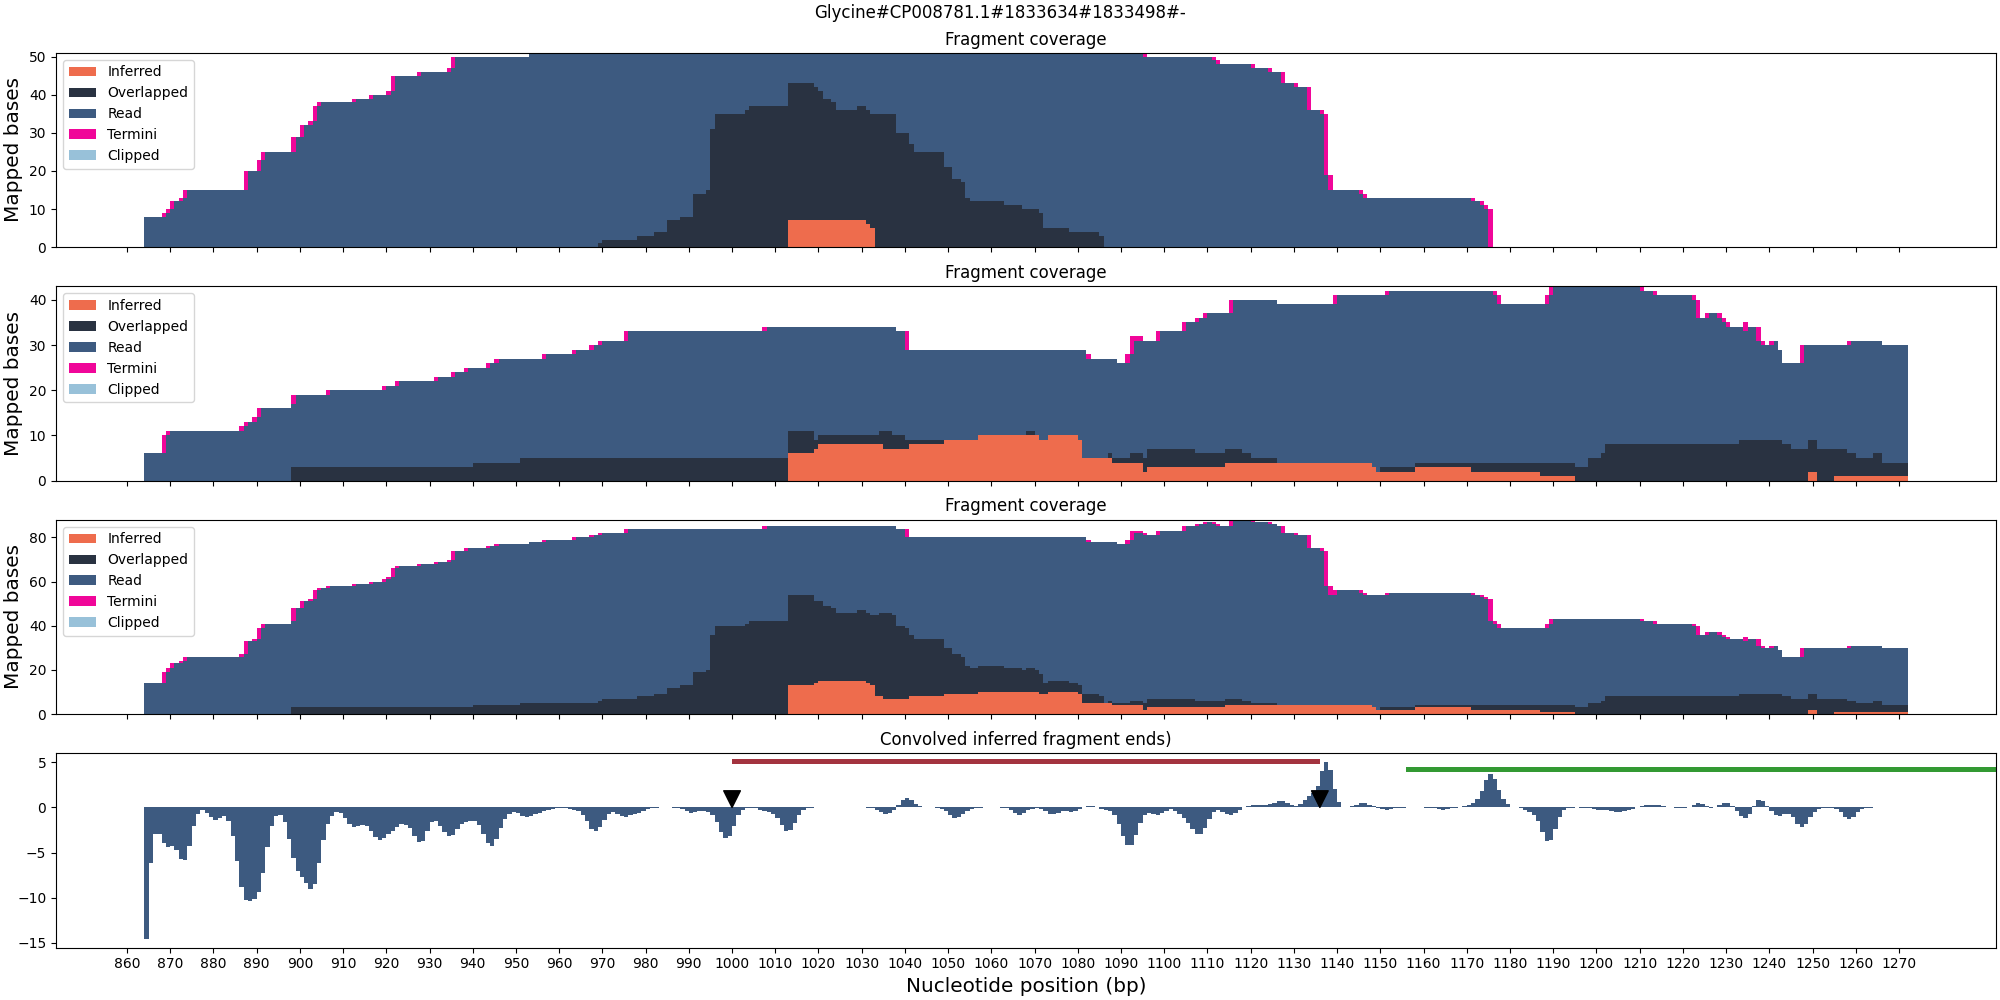 Glycine#CP008781.1#1833634#1833498#-
Fragment coverage
Mapped bases
50
40
30
20
10
0
Inferred
Overlapped
Read
Termini
Clipped
Fragment coverage
Mapped bases
40
30
20
10
0
Inferred
Overlapped
Read
Termini
Clipped
Fragment coverage
Mapped bases
80
60
40
20
0
Inferred
Overlapped
Read
Termini
Clipped
Convolved inferred fragment ends)
5
0
−5
−10
−15
860 870 880 890 900 910 920 930 940 950 960 970 980 990 1000 1010 1020 1030 1040 1050 1060 1070 1080 1090 1100 1110 1120 1130 1140 1150 1160 1170 1180 1190 1200 1210 1220 1230 1240 1250 1260 1270
Nucleotide position (bp)